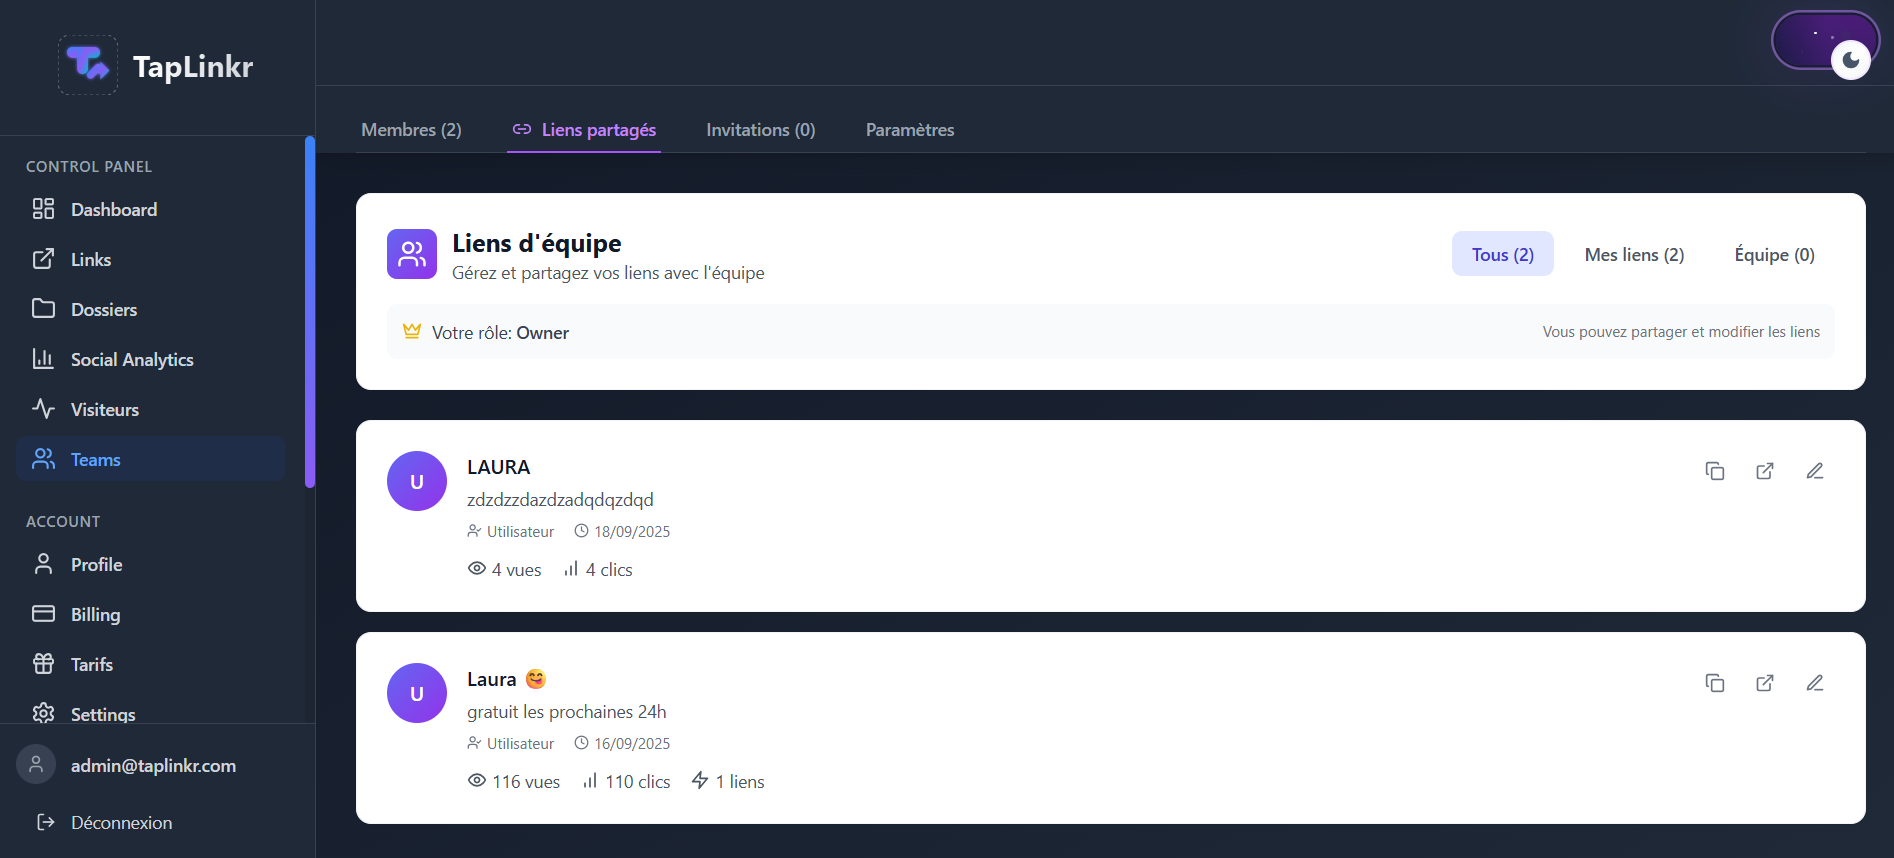 TapLinkr
CONTROL PANEL
Dashboard
Links
Dossiers
Social Analytics
Visiteurs
Teams
ACCOUNT
Profile
Billing
Tarifs
Settings
admin@taplinkr.com
Déconnexion
Membres (2) Liens partagés Invitations (0) Paramètres
Liens d'équipe
Gérez et partagez vos liens avec l'équipe
Tous (2) Mes liens (2) Équipe (0)
Votre rôle: Owner
Vous pouvez partager et modifier les liens
U
LAURA
zdzdzzdazdzadqdqzdqd
Utilisateur 18/09/2025
4 vues 4 clics
U
Laura 😋
gratuit les prochaines 24h
Utilisateur 16/09/2025
116 vues 110 clics 1 liens